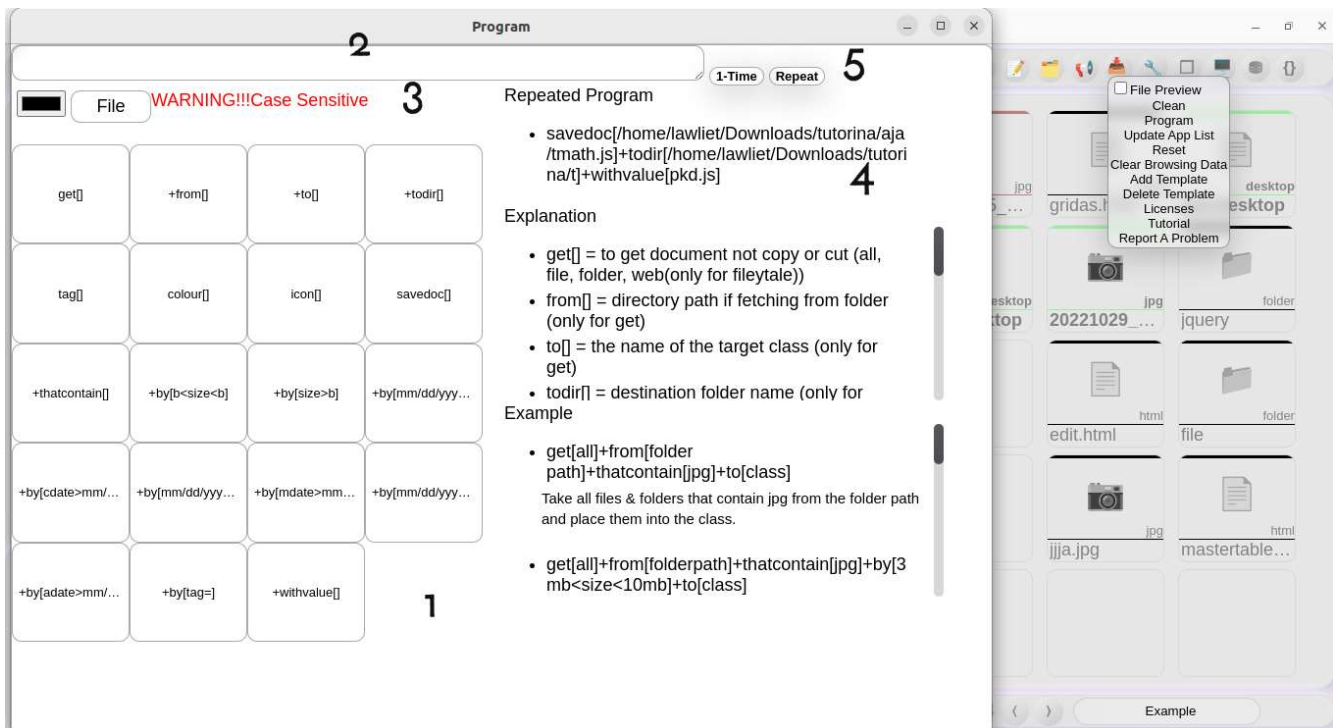 Program
2
5
1-Time Repeat
File
WARNING!!!Case Sensitive
3
get[]
+from[]
+to[]
+todir[]
tag[]
colour[]
icon[]
savedoc[]
+thatcontain[]
+by[b<size<b]
+by[size>b]
+by[mm/dd/yyy...
+by[cdate>mm/...
+by[mm/dd/yyy...
+by[mdate>mm...
+by[mm/dd/yyy...
+by[adate>mm/...
+by[tag=]
+withvalue[]
1
Repeated Program
savedoc[/home/lawliet/Downloads/tutorina/aja
/tmath.js]+todir[/home/lawliet/Downloads/tutori
na/t]+withvalue[pkd.js]
4
Explanation
get[] = to get document not copy or cut (all,
file, folder, web(only for fileytale))
from[] = directory path if fetching from folder
(only for get)
to[] = the name of the target class (only for
get)
todir[] = destination folder name (only for
Example
get[all]+from[folder
path]+thatcontain[jpg]+to[class]
Take all files & folders that contain jpg from the folder path
and place them into the class.
get[all]+from[folderpath]+thatcontain[jpg]+by[3
mb<size<10mb]+to[class]
{}
File Preview
Clean
Program
Update App List
Reset
Clear Browsing Data
Add Template
Delete Template
Licenses
Tutorial
Report A Problem
jpg
desktop
5_...
gridas.h
esktop
esktop
jpg
folder
top
20221029_...
jquery
html
folder
edit.html
file
jpg
html
jjja.jpg
mastertable...
Example